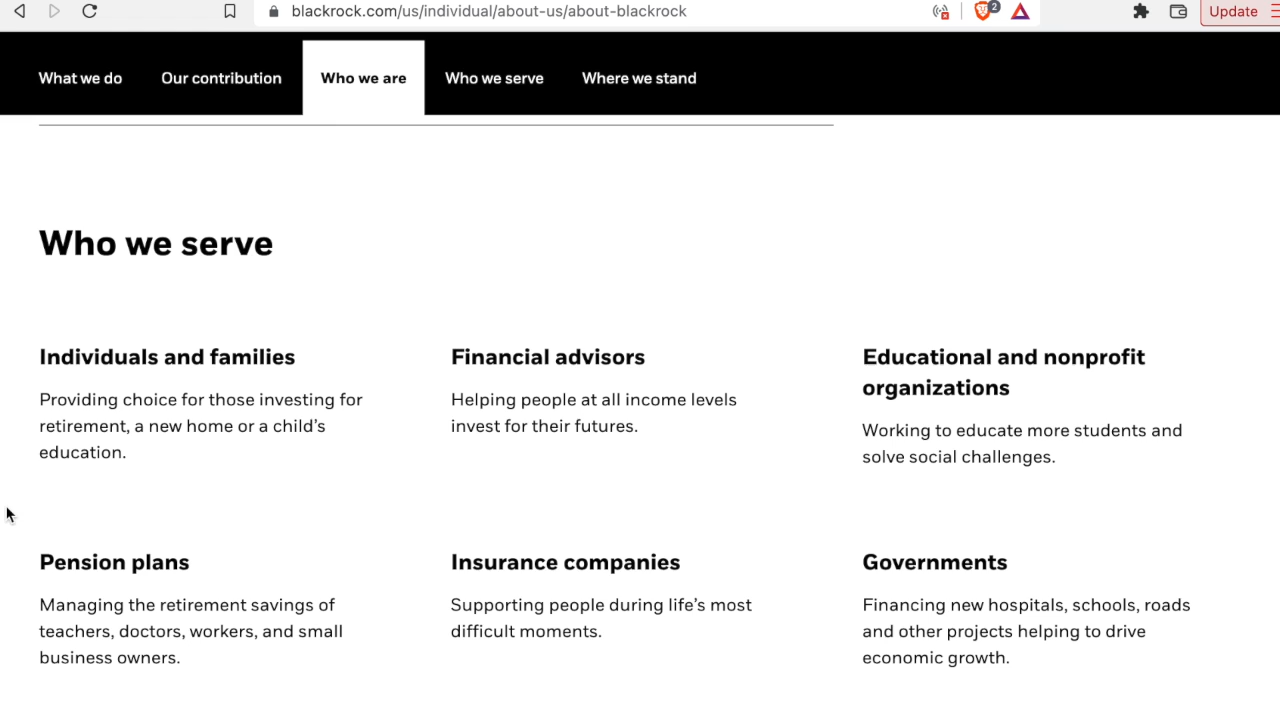 blackrock.com/us/individual/about-us/about-blackrock
2
Update
What we do
Our contribution
Who we are
Who we serve
Where we stand
Who we serve
Individuals and families
Providing choice for those investing for
retirement, a new home or a child’s
education.
Financial advisors
Helping people at all income levels
invest for their futures.
Educational and nonprofit
organizations
Working to educate more students and
solve social challenges.
Pension plans
Managing the retirement savings of
teachers, doctors, workers, and small
business owners.
Insurance companies
Supporting people during life’s most
difficult moments.
Governments
Financing new hospitals, schools, roads
and other projects helping to drive
economic growth.